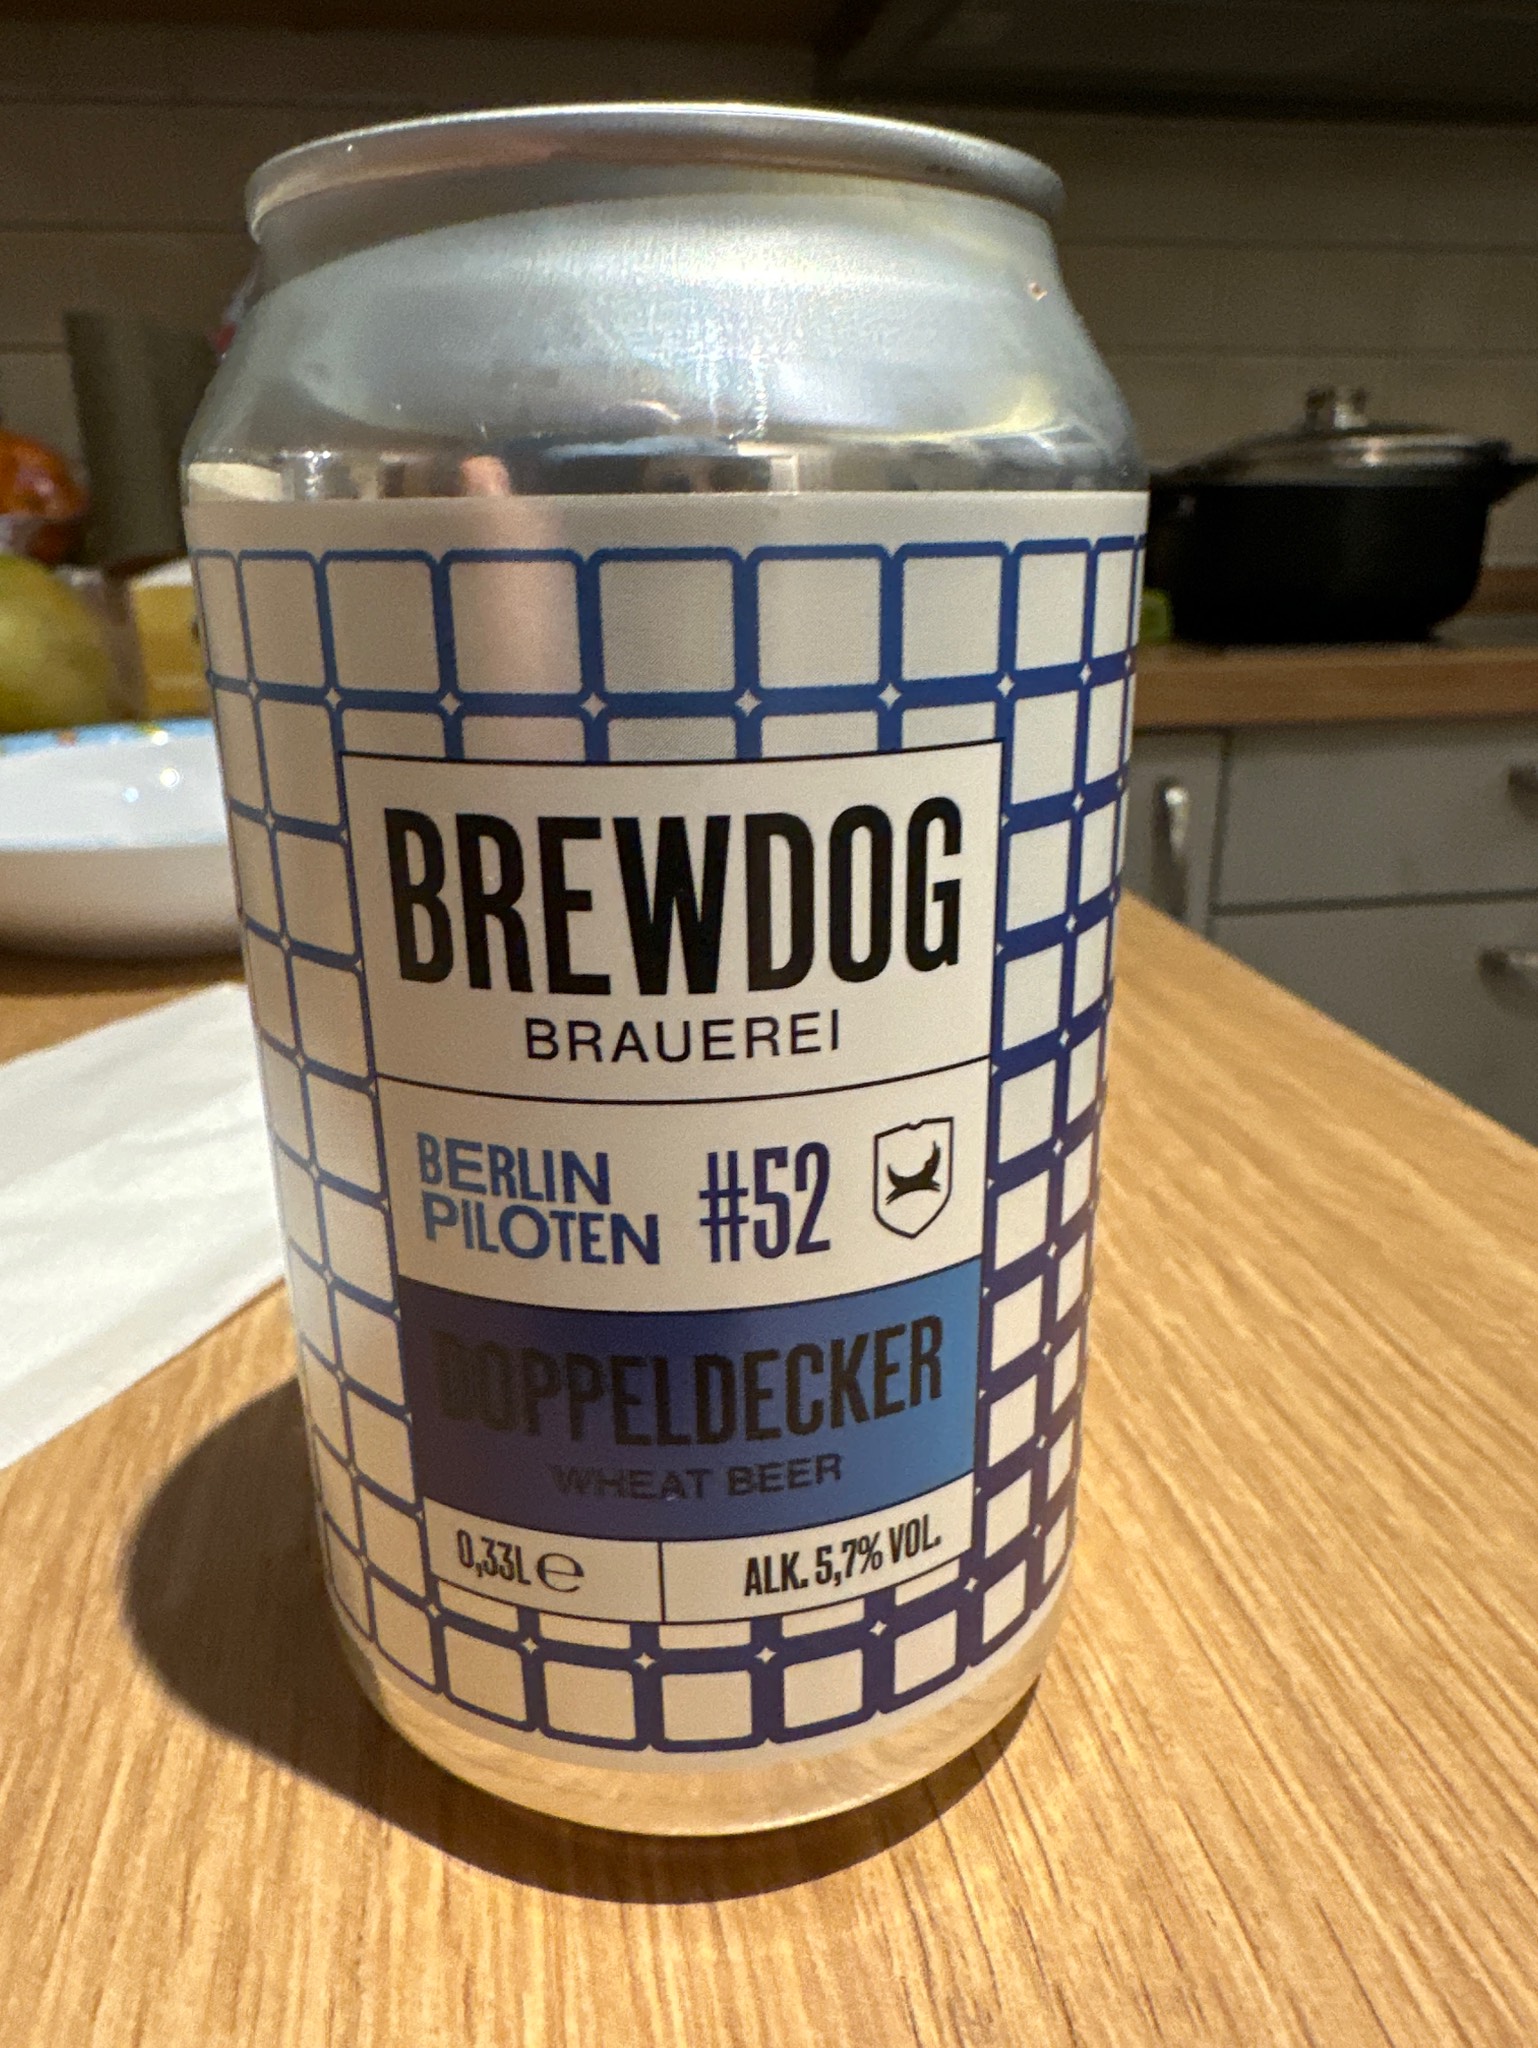 BREWDOG
BRAUEREI
BERLIN
PILOTEN
#52
DOPPELDECKER
WHEAT BEER
0,33L ℮
ALK. 5,7% VOL.